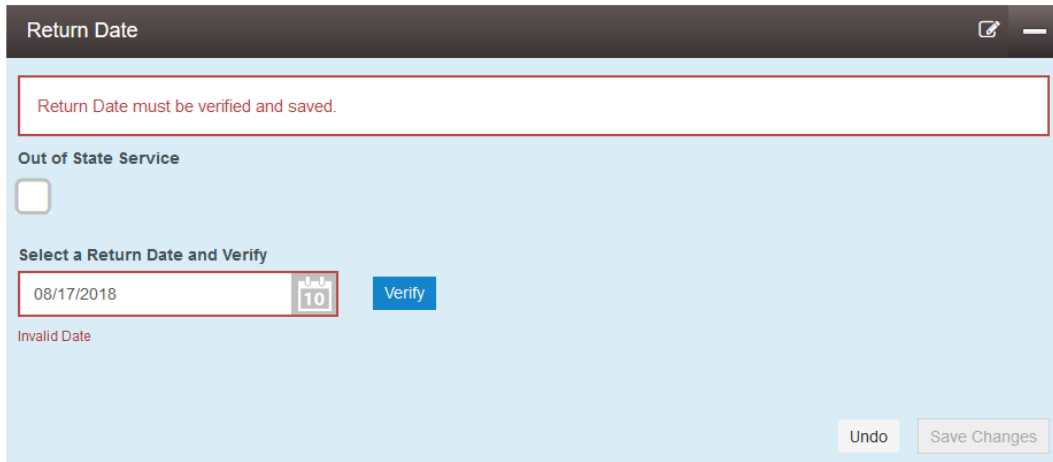 Return Date
Return Date must be verified and saved.
Out of State Service
Select a Return Date and Verify
08/17/2018
10
Verify
Invalid Date
Undo
Save Changes